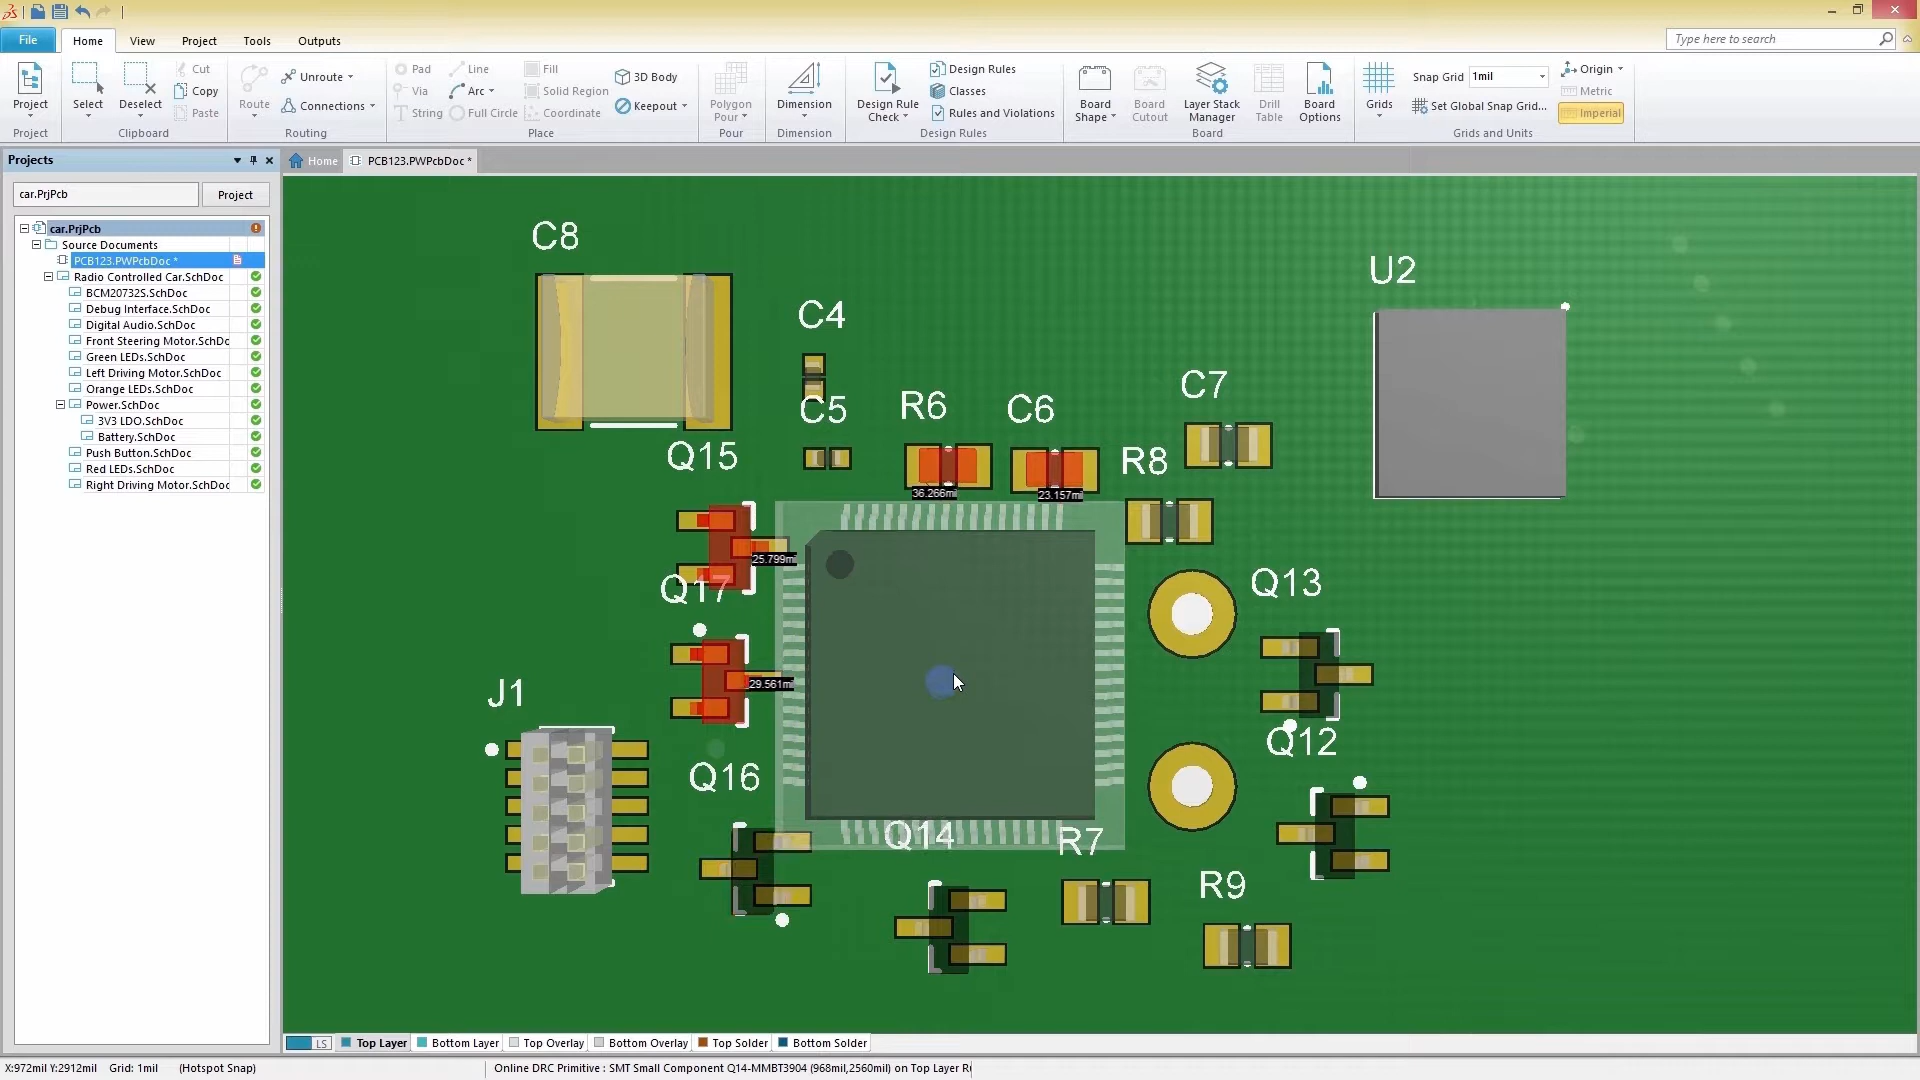 File
Home
View
Project
Tools
Outputs
Type here to search
Project
Project
Select
Deselect
Cut
Copy
Paste
Clipboard
Route
Unroute
Connections
Routing
Pad
Via
String
Line
Arc
Full Circle
Fill
Solid Region
Coordinate
3D Body
Keepout
Place
Polygon
Pour
Pour
Dimension
Dimension
Design Rule
Check
Design Rules
Classes
Rules and Violations
Design Rules
Board
Shape
Board
Cutout
Layer Stack
Manager
Drill
Table
Board
Options
Board
Grids
Snap Grid 1mil
Set Global Snap Grid...
Origin
Metric
Imperial
Grids and Units
Projects
Home
PCB123.PWPcbDoc *
car.PrjPcb
Project
car.PrjPcb
Source Documents
PCB123.PWPcbDoc *
Radio Controlled Car.SchDoc
BCM20732S.SchDoc
Debug Interface.SchDoc
Digital Audio.SchDoc
Front Steering Motor.SchDo
Green LEDs.SchDoc
Left Driving Motor.SchDoc
Orange LEDs.SchDoc
Power.SchDoc
3V3 LDO.SchDoc
Battery.SchDoc
Push Button.SchDoc
Red LEDs.SchDoc
Right Driving Motor.SchDoc
C8
U2
C4
C7
C5
R6
C6
Q15
R8
36.266mil
23.157mil
25.799mil
Q17
Q13
29.561mil
J1
Q12
Q16
Q14
R7
R9
LS
Top Layer
Bottom Layer
Top Overlay
Bottom Overlay
Top Solder
Bottom Solder
X:972mil Y:2912mil Grid: 1mil (Hotspot Snap)
Online DRC Primitive : SMT Small Component Q14-MMBT3904 (968mil,2560mil) on Top Layer R